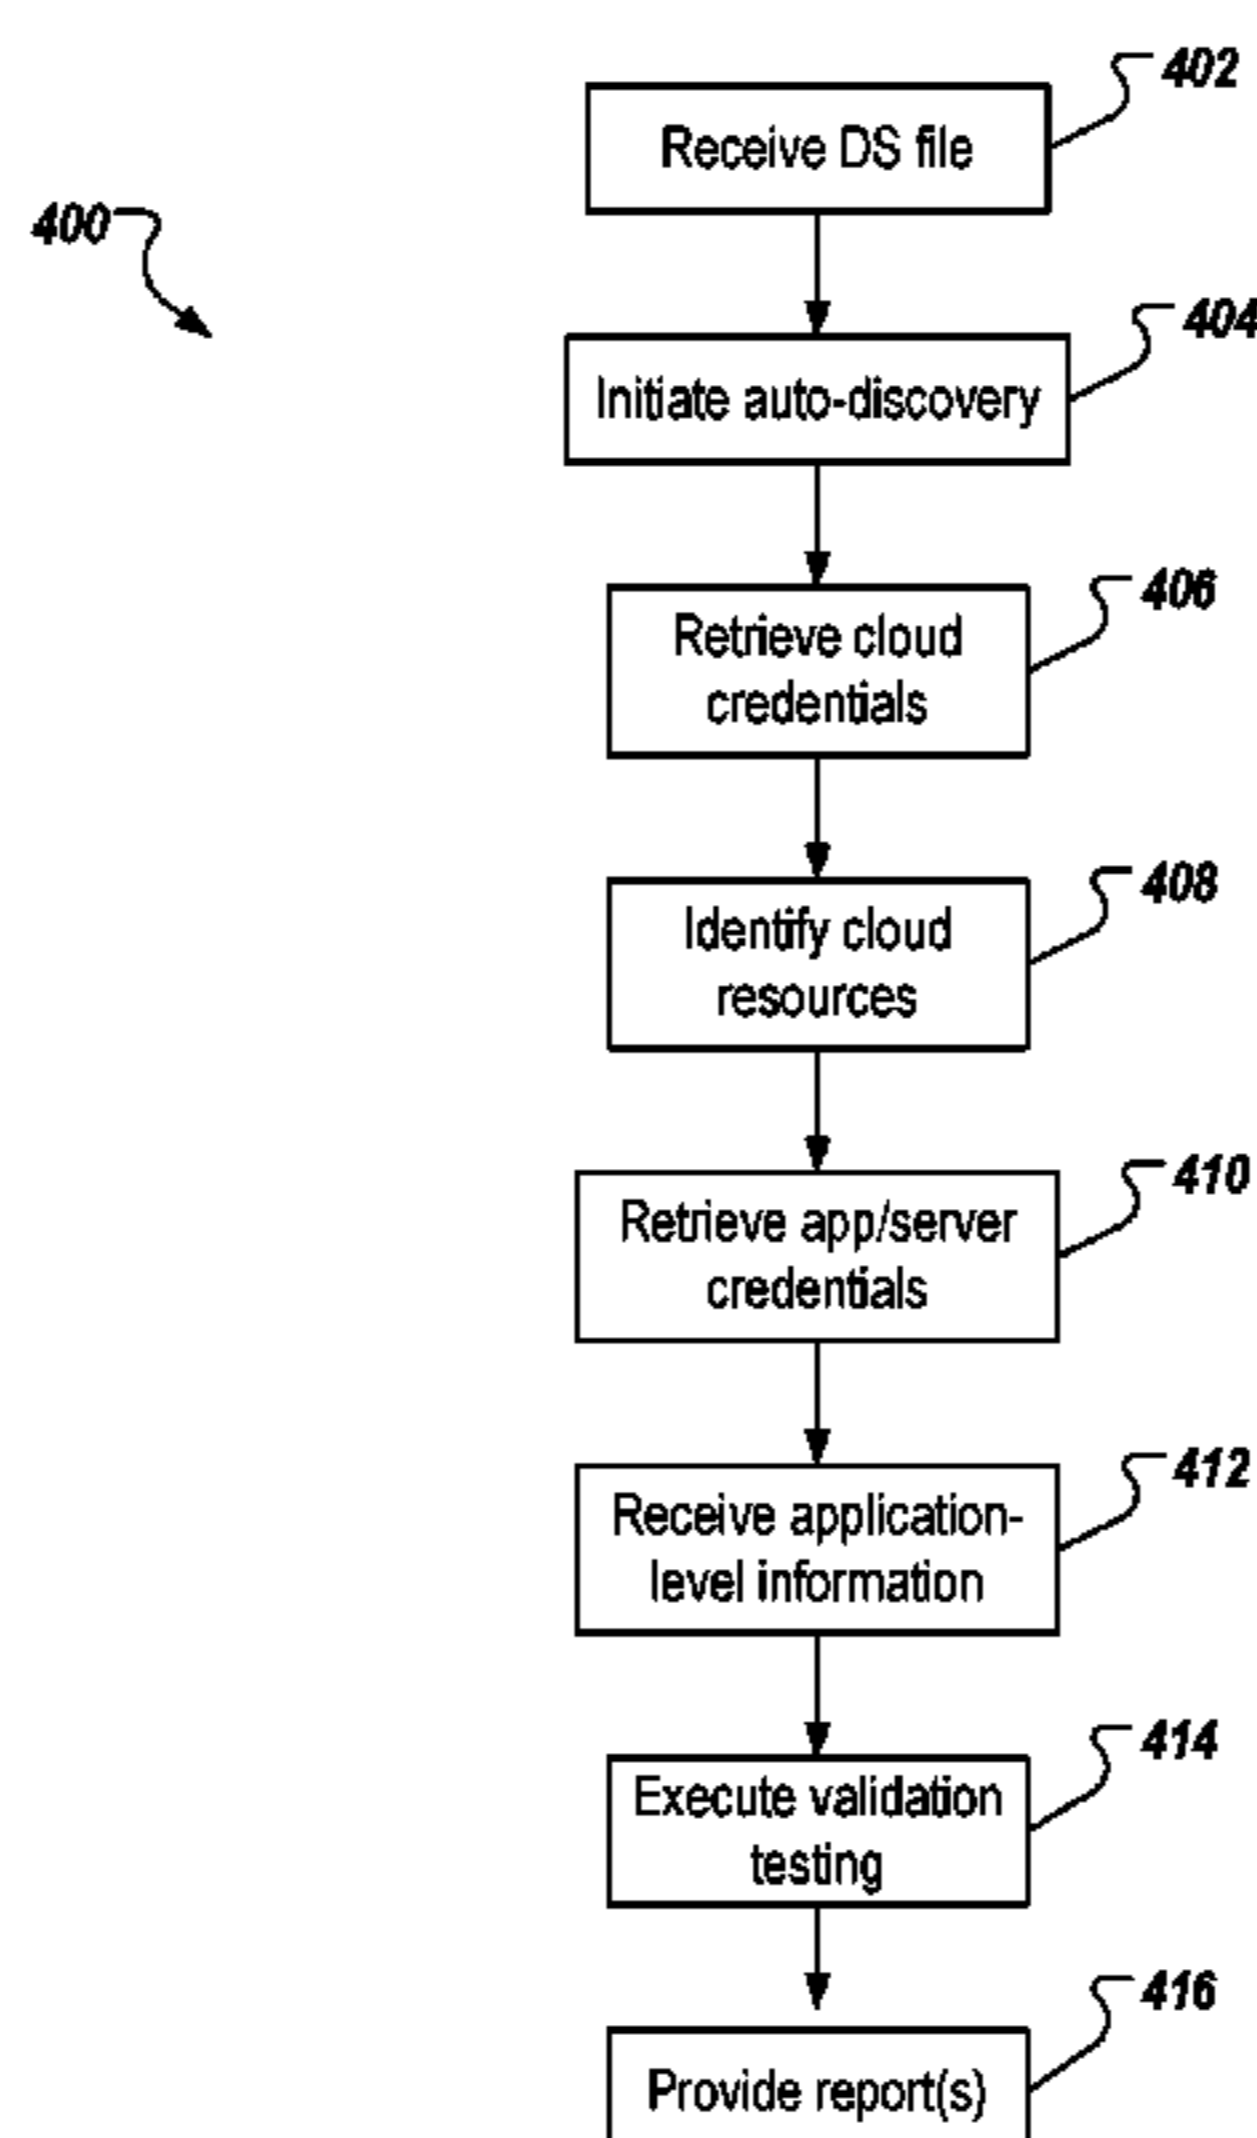 402
Receive DS file
400
404
Initiate auto-discovery
406
Retrieve cloud
credentials
408
Identify cloud
resources
410
Retrieve app/server
credentials
412
Receive application-
level information
414
Execute validation
testing
416
Provide report(s)